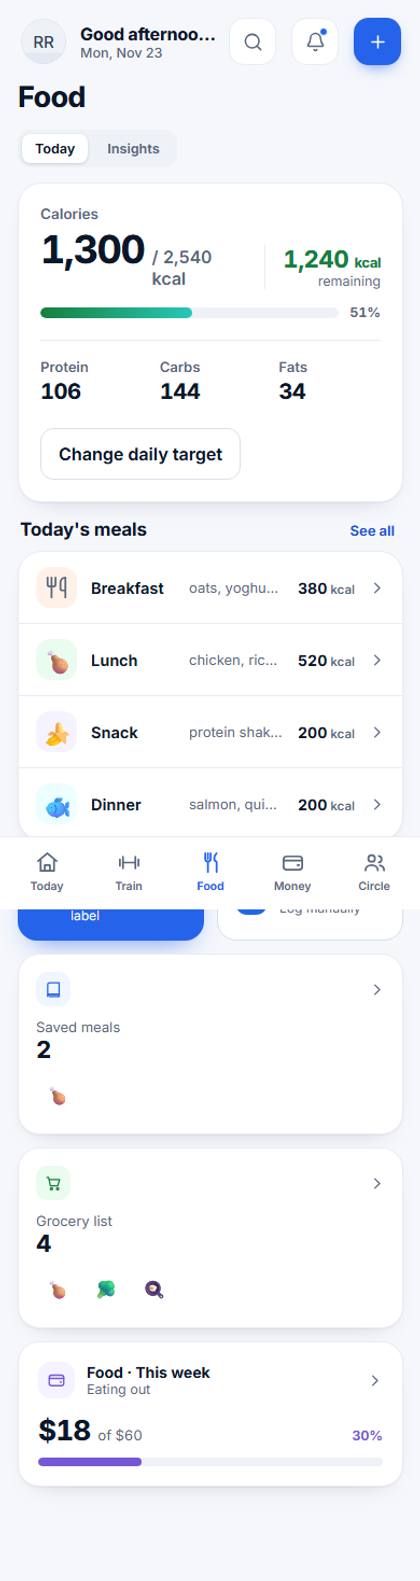 RR
Good afternoo...
Mon, Nov 23
Food
Today
Insights
Calories
1,300 / 2,540 kcal
1,240 kcal
remaining
51%
Protein
Carbs
Fats
106
144
34
Change daily target
Today's meals
See all
Breakfast oats, yoghu... 380 kcal
Lunch chicken, ric... 520 kcal
Snack protein shak... 200 kcal
Dinner salmon, qui... 200 kcal
Today
Train
Food
Money
Circle
label
Log manually
Saved meals
2
Grocery list
4
Food · This week
Eating out
$18 of $60
30%